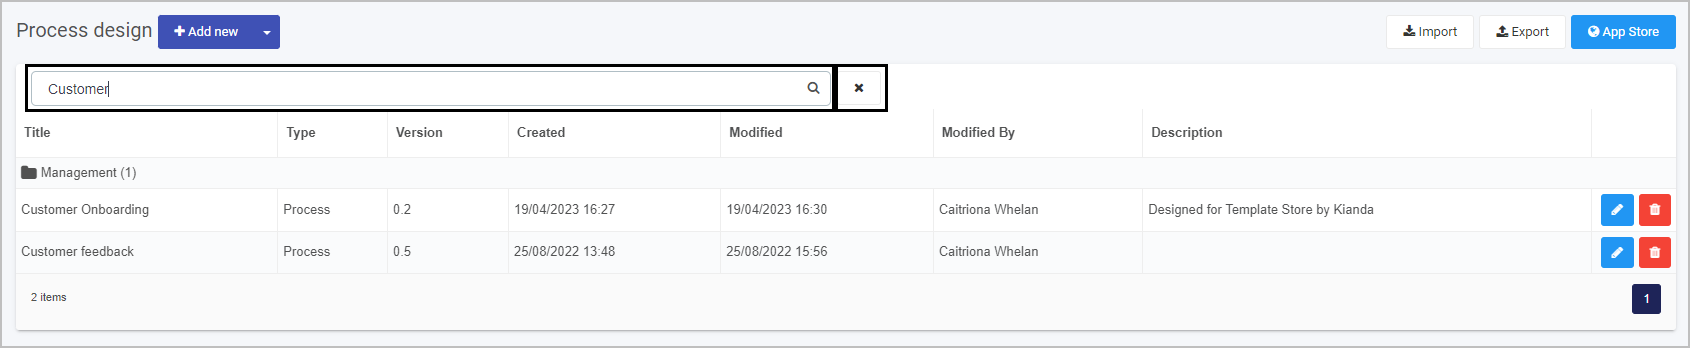 Process design Add new Import Export App Store
Customer
Title Type Version Created Modified Modified By Description
Management (1)
Customer Onboarding Process 0.2 19/04/2023 16:27 19/04/2023 16:30 Caitriona Whelan Designed for Template Store by Kianda
Customer feedback Process 0.5 25/08/2022 13:48 25/08/2022 15:56 Caitriona Whelan
2 items 1